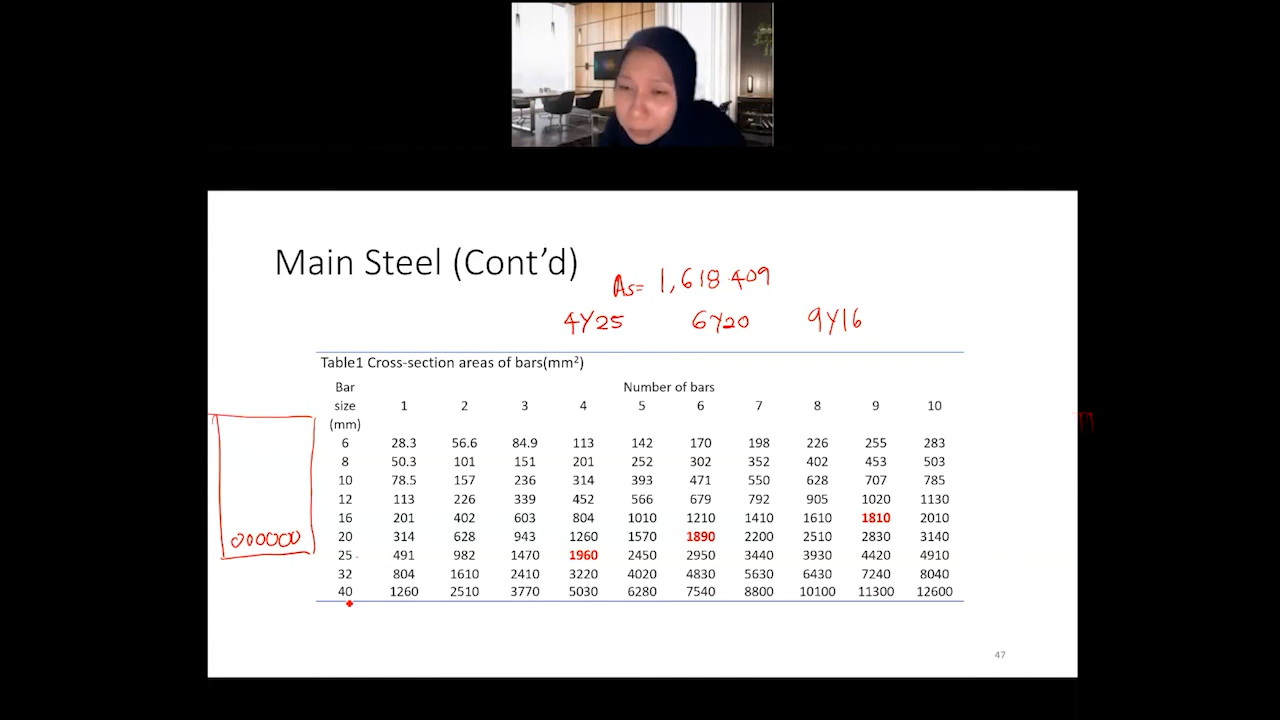 Main Steel (Cont'd)
As= 1,618.409
4Y25 6Y20 9Y16
Table1 Cross-section areas of bars(mm²)
Bar Number of bars
size 1 2 3 4 5 6 7 8 9 10
(mm)
6 28.3 56.6 84.9 113 142 170 198 226 255 283
8 50.3 101 151 201 252 302 352 402 453 503
10 78.5 157 236 314 393 471 550 628 707 785
12 113 226 339 452 566 679 792 905 1020 1130
16 201 402 603 804 1010 1210 1410 1610 1810 2010
20 314 628 943 1260 1570 1890 2200 2510 2830 3140
25 491 982 1470 1960 2450 2950 3440 3930 4420 4910
32 804 1610 2410 3220 4020 4830 5630 6430 7240 8040
40 1260 2510 3770 5030 6280 7540 8800 10100 11300 12600
47